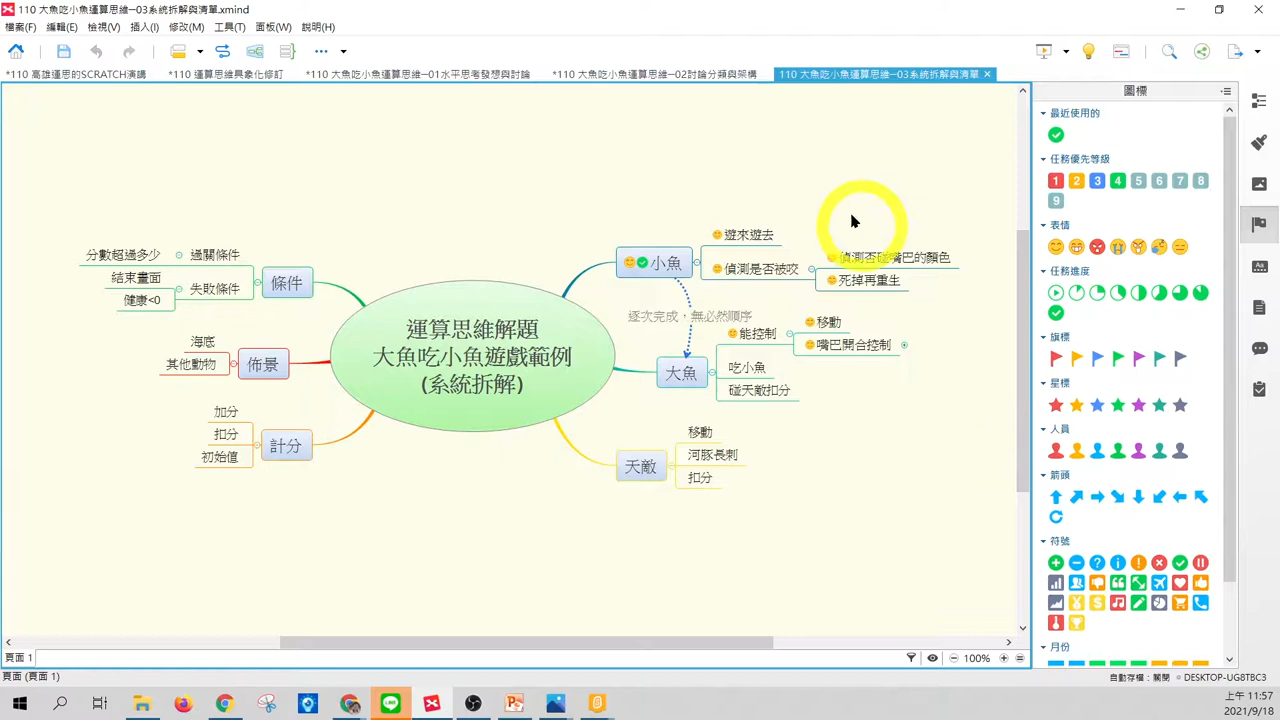 110 大魚吃小魚運算思維─03系統拆解與清單.xmind
檔案(F) 編輯(E) 檢視(V) 插入(I) 修改(M) 工具(T) 面板(W) 說明(H)
*110 高雄運思的SCRATCH演講 *110 運算思維具象化修訂 *110 大魚吃小魚運算思維─01水平思考發想與討論 *110 大魚吃小魚運算思維─02討論分類與架構 110 大魚吃小魚運算思維─03系統拆解與清單
運算思維解題
大魚吃小魚遊戲範例
(系統拆解)
條件
通關條件
分數超過多少
失敗條件
結束畫面
健康<0
佈景
海底
其他動物
計分
加分
扣分
初始值
小魚
遊來遊去
偵測是否被咬
偵測否碰嘴巴的顏色
死掉再重生
逐次完成，無必然順序
大魚
能控制
移動
嘴巴開合控制
吃小魚
碰天敵扣分
天敵
移動
河豚長刺
扣分
圖標
最近使用的
任務優先等級
1 2 3 4 5 6 7 8
9
表情
任務進度
旗標
星標
人員
箭頭
符號
月份
頁面 1
100%
頁面 (頁面 1)
自動存檔：關閉 DESKTOP-UG8TBC3
上午 11:57
2021/9/18